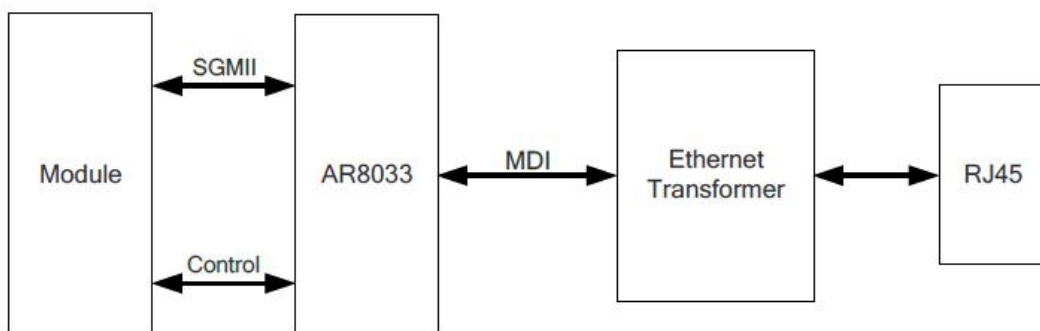 SGMII
Module
AR8033
MDI
Ethernet
Transformer
RJ45
Control